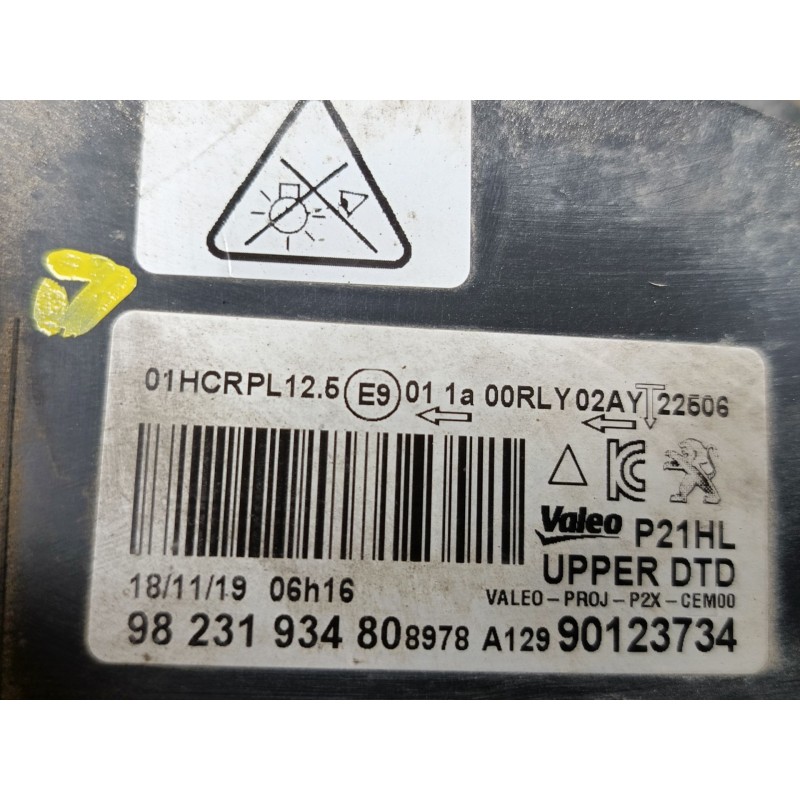 01HCRPL12.5 E9 01 1a 00RLY 02AY 22506
KC
Valeo P21HL
UPPER DTD
18/11/19 06h16 VALEO-PROJ-P2X-CEM00
98 231 934 80 8978 A129 90123734